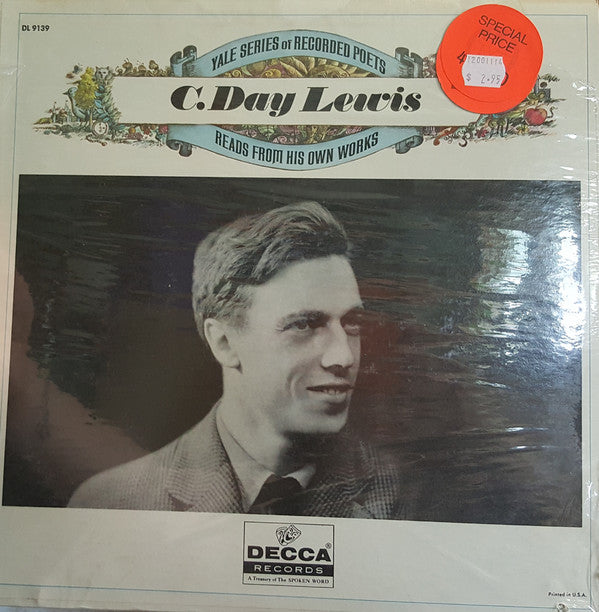 DL 9139
YALE SERIES of RECORDED POETS
C. Day Lewis
READS FROM HIS OWN WORKS
SPECIAL
PRICE
$ 2.95
DECCA®
RECORDS
A Treasury of The SPOKEN WORD
Printed in U.S.A.